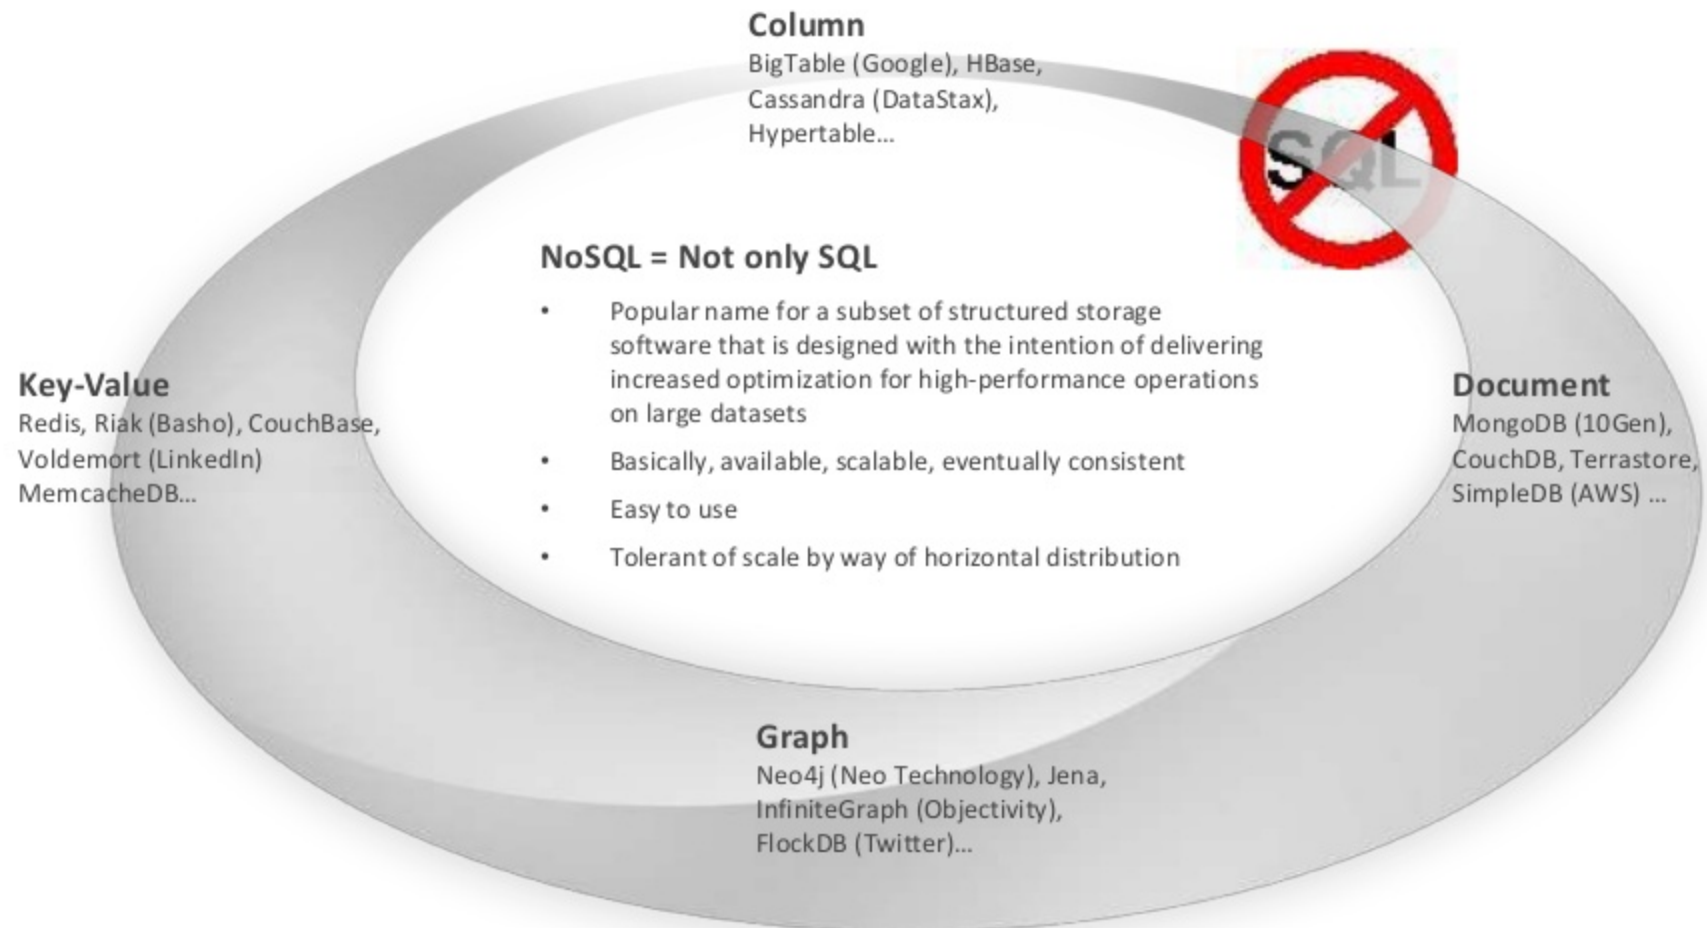 Column
BigTable (Google), HBase,
Cassandra (DataStax),
Hypertable...
SQL
NoSQL = Not only SQL
• Popular name for a subset of structured storage
software that is designed with the intention of delivering
increased optimization for high-performance operations
on large datasets
• Basically, available, scalable, eventually consistent
• Easy to use
• Tolerant of scale by way of horizontal distribution
Key-Value
Redis, Riak (Basho), CouchBase,
Voldemort (LinkedIn)
MemcacheDB...
Document
MongoDB (10Gen),
CouchDB, Terrastore,
SimpleDB (AWS) ...
Graph
Neo4j (Neo Technology), Jena,
InfiniteGraph (Objectivity),
FlockDB (Twitter)...